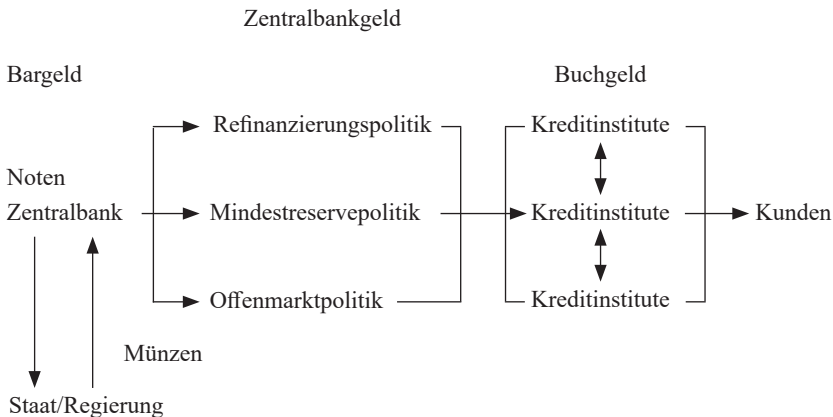 Zentralbankgeld
Bargeld Buchgeld
Refinanzierungspolitik Kreditinstitute
Noten
Zentralbank Mindestreservepolitik Kreditinstitute Kunden
Offenmarktpolitik Kreditinstitute
Münzen
Staat/Regierung